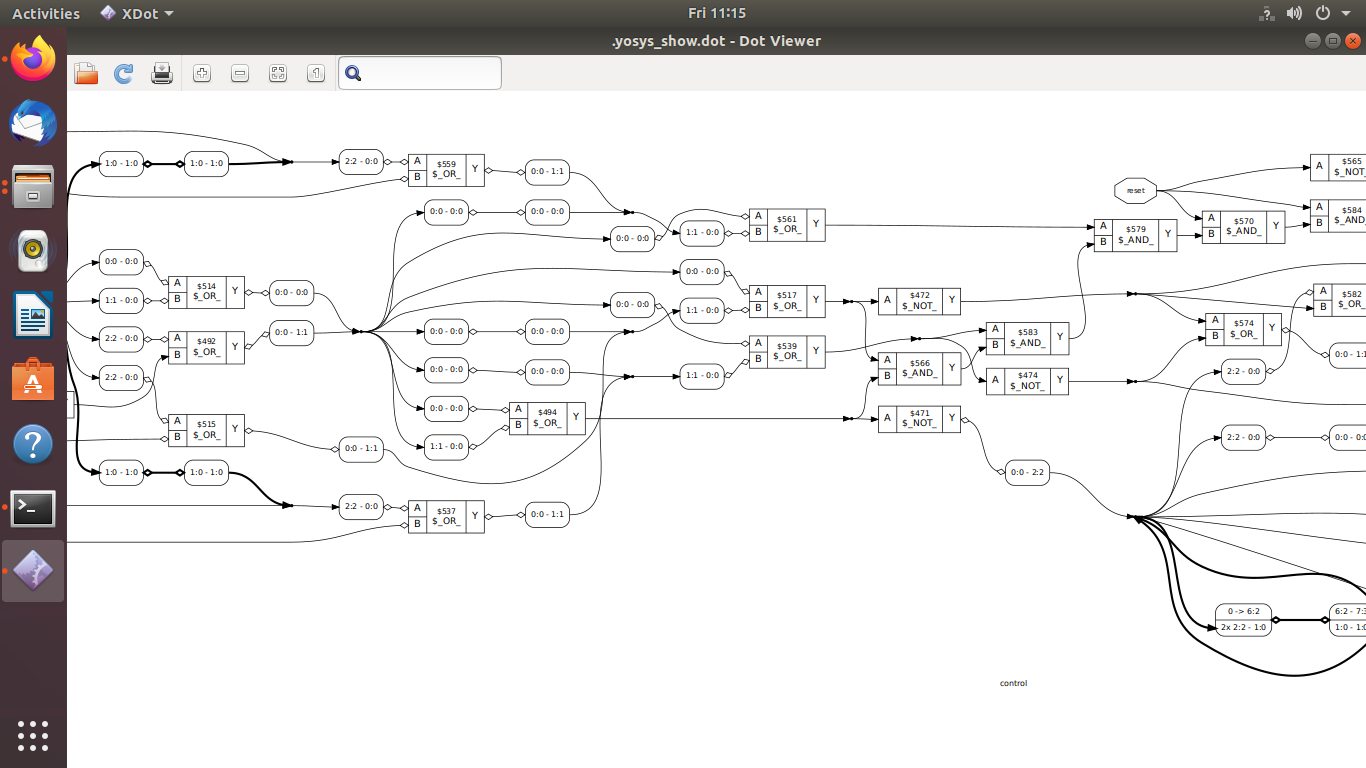 Activities
XDot
Fri 11:15
.yosys_show.dot - Dot Viewer
1:0 - 1:0
1:0 - 1:0
2:2 - 0:0
A
B
$559
$_OR_
Y
0:0 - 1:1
0:0 - 0:0
0:0 - 0:0
0:0 - 0:0
1:1 - 0:0
A
B
$561
$_OR_
Y
reset
A
$565
$_NOT_
A
B
$584
$_AND_
A
B
$570
$_AND_
Y
A
B
$579
$_AND_
Y
0:0 - 0:0
1:1 - 0:0
A
B
$514
$_OR_
Y
0:0 - 0:0
2:2 - 0:0
2:2 - 0:0
A
B
$492
$_OR_
Y
0:0 - 1:1
0:0 - 0:0
0:0 - 0:0
1:1 - 0:0
A
B
$517
$_OR_
Y
A
$472
$_NOT_
Y
A
B
$582
$_OR_
A
B
$574
$_OR_
Y
0:0 - 1:1
0:0 - 0:0
0:0 - 0:0
A
B
$539
$_OR_
Y
A
B
$583
$_AND_
Y
A
B
$566
$_AND_
Y
A
$474
$_NOT_
Y
2:2 - 0:0
0:0 - 0:0
0:0 - 0:0
1:1 - 0:0
0:0 - 0:0
1:1 - 0:0
A
B
$494
$_OR_
Y
A
$471
$_NOT_
Y
A
B
$515
$_OR_
Y
0:0 - 1:1
2:2 - 0:0
0:0 - 0:0
1:0 - 1:0
1:0 - 1:0
0:0 - 2:2
2:2 - 0:0
A
B
$537
$_OR_
Y
0:0 - 1:1
0 -> 6:2
2x 2:2 - 1:0
6:2 - 7:3
1:0 - 1:0
control